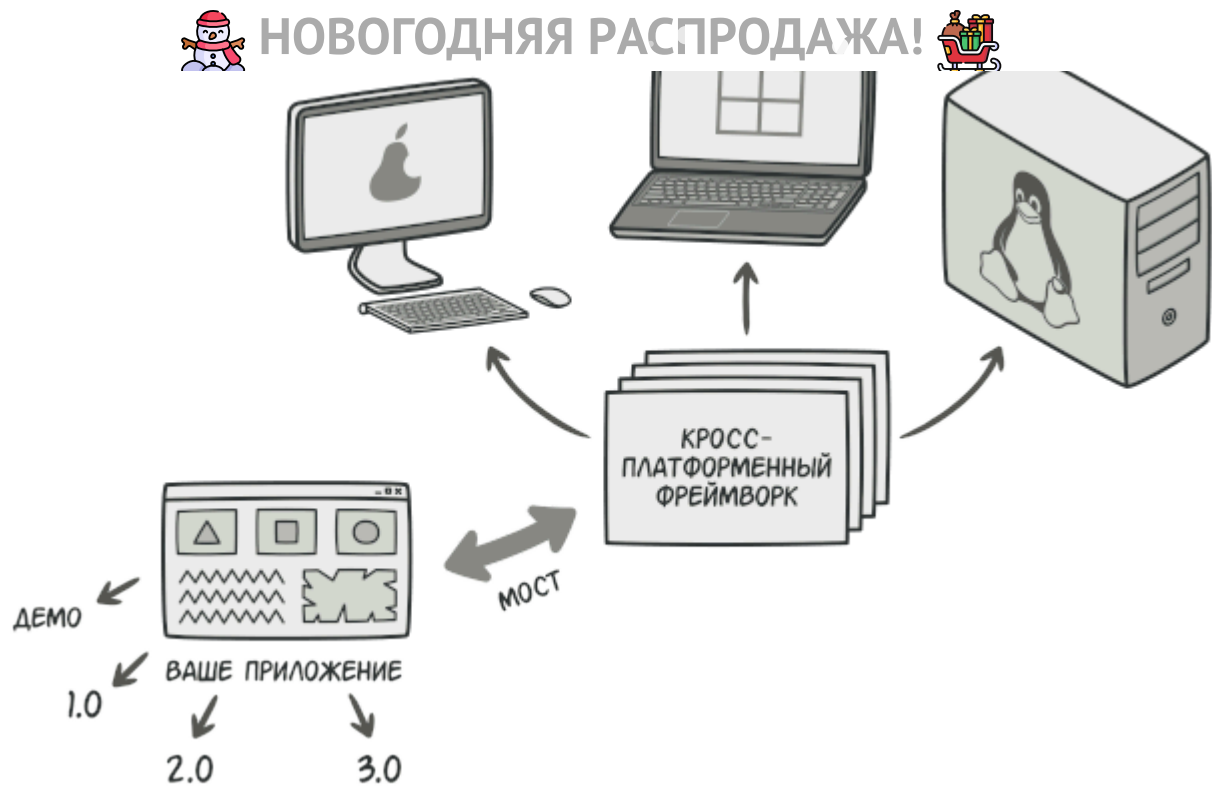 НОВОГОДНЯЯ РАСПРОДАЖА!
КРОСС-
ПЛАТФОРМЕННЫЙ
ФРЕЙМВОРК
МОСТ
ДЕМО
ВАШЕ ПРИЛОЖЕНИЕ
1.0
2.0
3.0